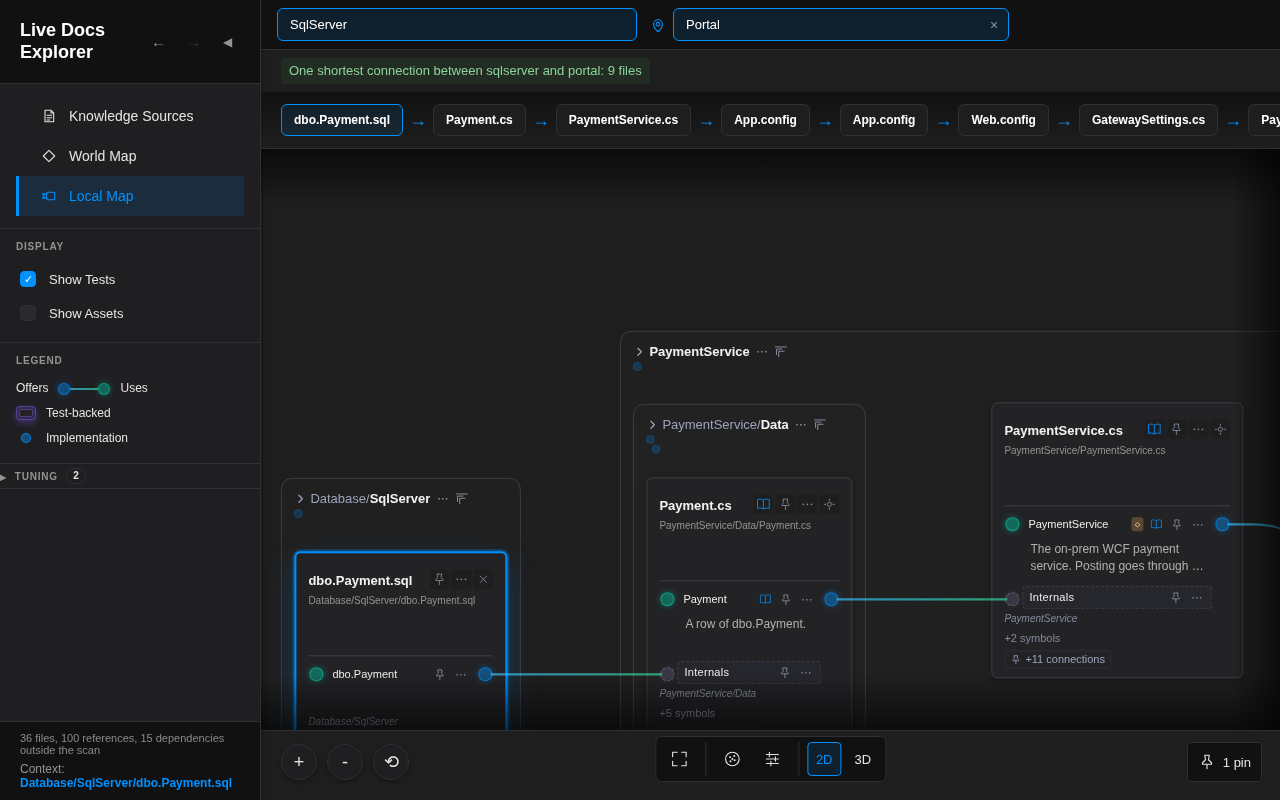 Live Docs
Explorer
Knowledge Sources
World Map
Local Map
DISPLAY
Show Tests
Show Assets
LEGEND
Offers Uses
Test-backed
Implementation
TUNING 2
36 files, 100 references, 15 dependencies
outside the scan
Context:
Database/SqlServer/dbo.Payment.sql
SqlServer
Portal
One shortest connection between sqlserver and portal: 9 files
dbo.Payment.sql → Payment.cs → PaymentService.cs → App.config → App.config → Web.config → GatewaySettings.cs → Pay
PaymentService
PaymentService/Data
Database/SqlServer
dbo.Payment.sql
Database/SqlServer/dbo.Payment.sql
dbo.Payment
Database/SqlServer
Payment.cs
PaymentService/Data/Payment.cs
Payment
A row of dbo.Payment.
Internals
PaymentService/Data
+5 symbols
PaymentService.cs
PaymentService/PaymentService.cs
PaymentService
The on-prem WCF payment
service. Posting goes through …
Internals
PaymentService
+2 symbols
+11 connections
+ - 2D 3D
1 pin